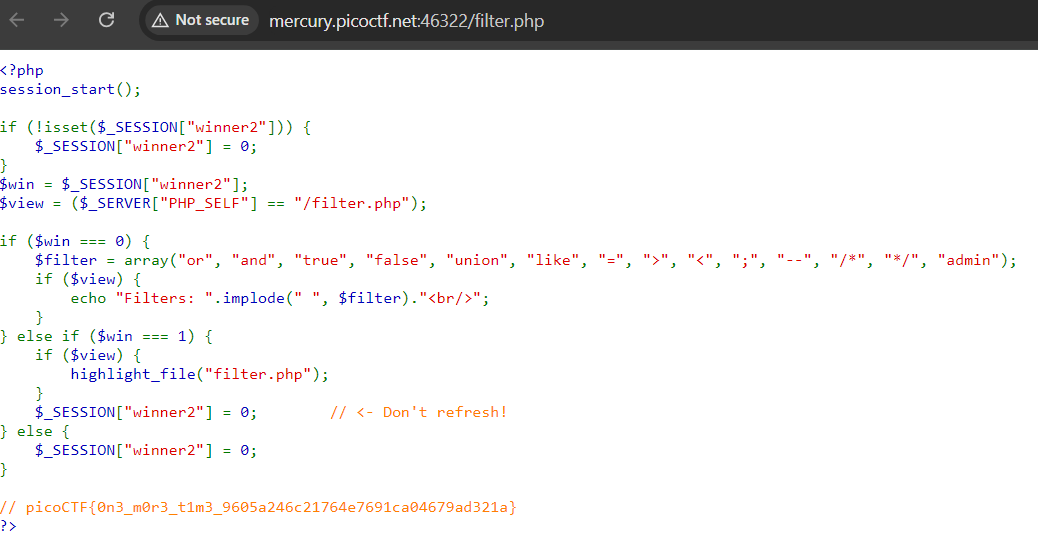 Not secure mercury.picoctf.net:46322/filter.php
<?php
session_start();
if (!isset($_SESSION["winner2"])) {
    $_SESSION["winner2"] = 0;
}
$win = $_SESSION["winner2"];
$view = ($_SERVER["PHP_SELF"] == "/filter.php");
if ($win === 0) {
    $filter = array("or", "and", "true", "false", "union", "like", "=", ">", "<", ";", "--", "/*", "*/", "admin");
    if ($view) {
        echo "Filters: ".implode(" ", $filter)."<br/>";
    }
} else if ($win === 1) {
    if ($view) {
        highlight_file("filter.php");
    }
    $_SESSION["winner2"] = 0;        // <- Don't refresh!
} else {
    $_SESSION["winner2"] = 0;
}
// picoCTF{0n3_m0r3_t1m3_9605a246c21764e7691ca04679ad321a}
?>